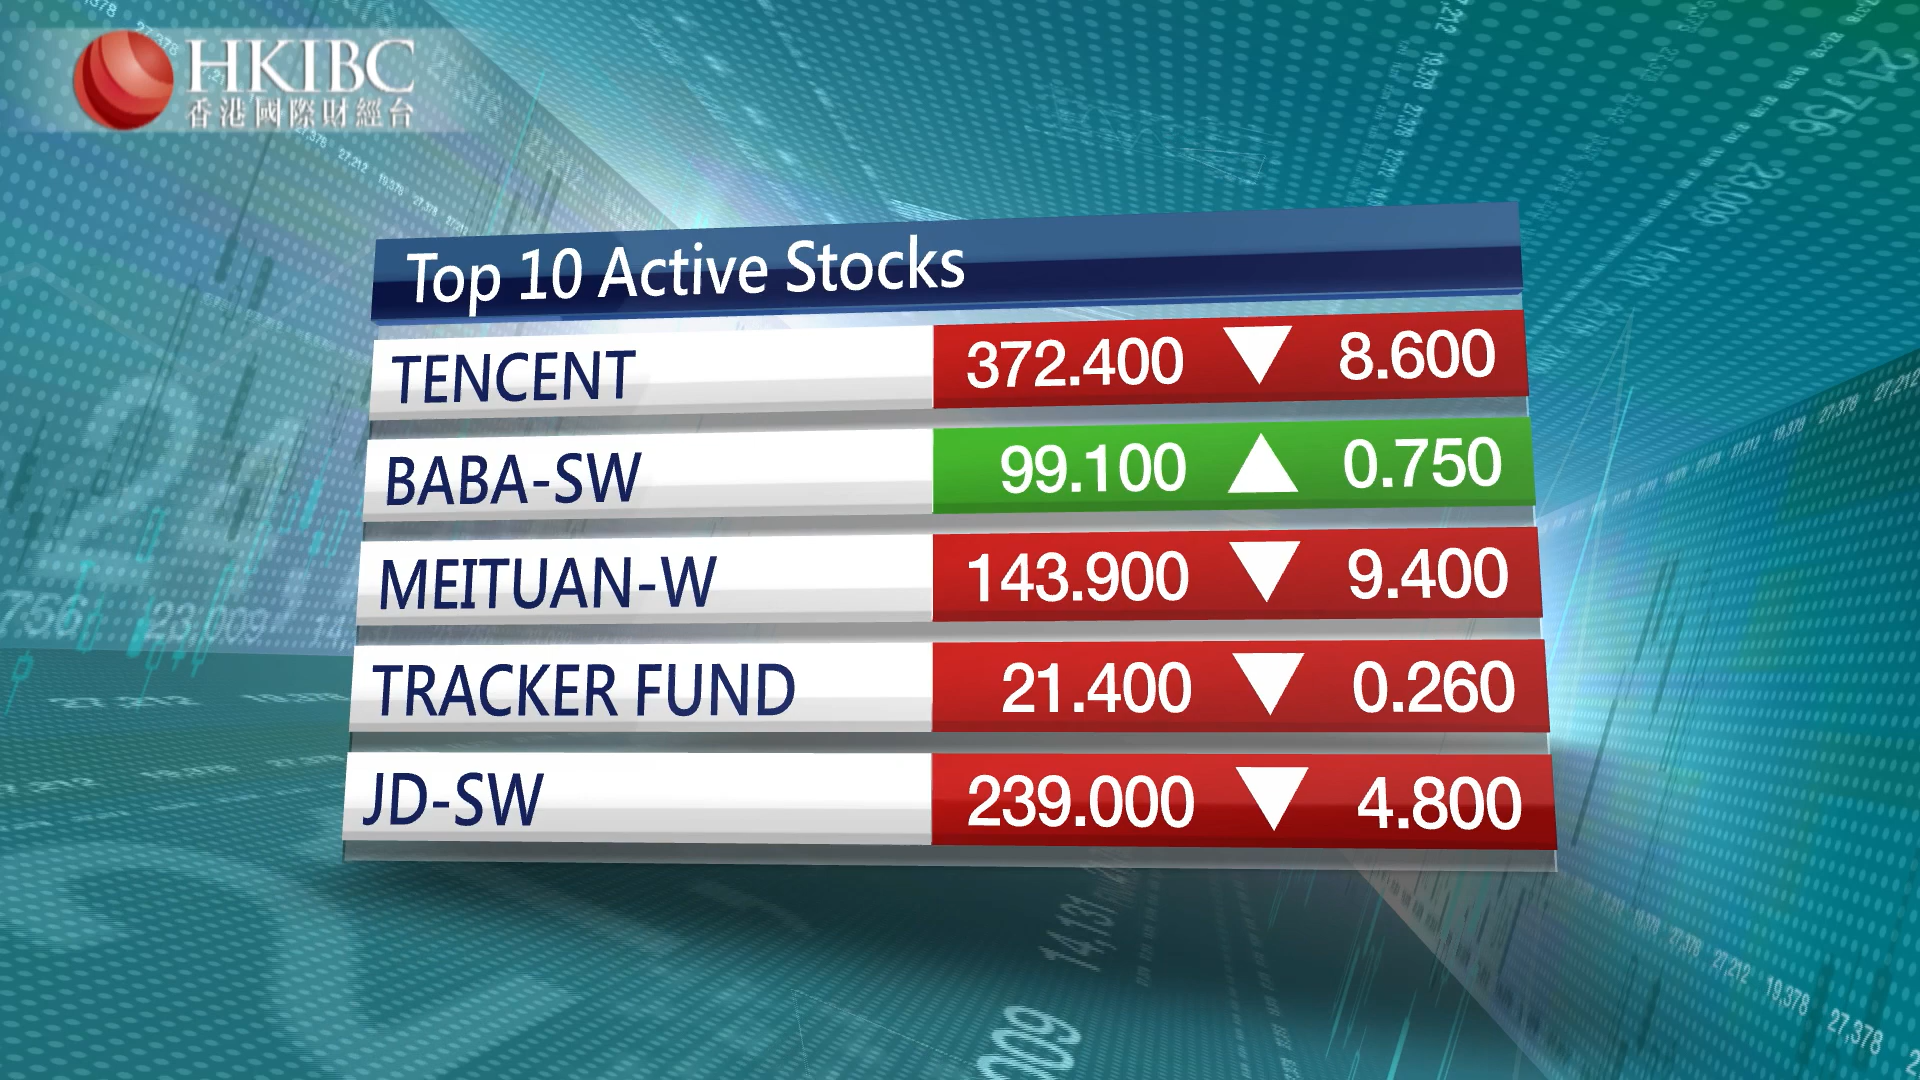 HKIBC
香港國際財經台
Top 10 Active Stocks
TENCENT 372.400 ▼ 8.600
BABA-SW 99.100 ▲ 0.750
MEITUAN-W 143.900 ▼ 9.400
TRACKER FUND 21.400 ▼ 0.260
JD-SW 239.000 ▼ 4.800